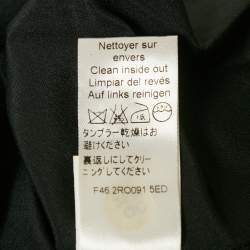 Nettoyer sur
envers
Clean inside out
Limpiar del revés
Auf links reinigen
タンブラー乾燥はお
避けください
裏返しにしてクリー
ニングしてください
F46 2RO091 5ED